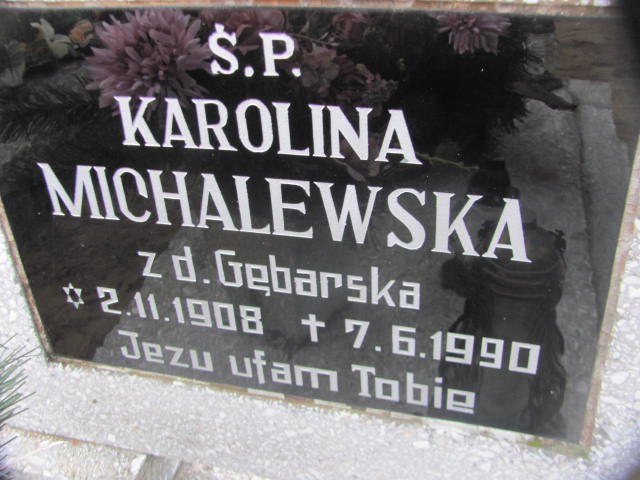 Ś.P.
KAROLINA
MICHALEWSKA
z d. Gębarska
✡ 2.11.1908 ✝ 7.6.1990
Jezu ufam Tobie